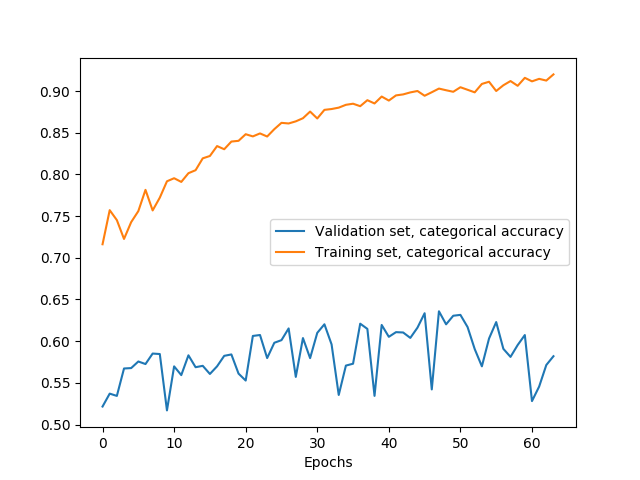 0.90
0.85
0.80
0.75
0.70
0.65
0.60
0.55
0.50
Validation set, categorical accuracy
Training set, categorical accuracy
0 10 20 30 40 50 60
Epochs